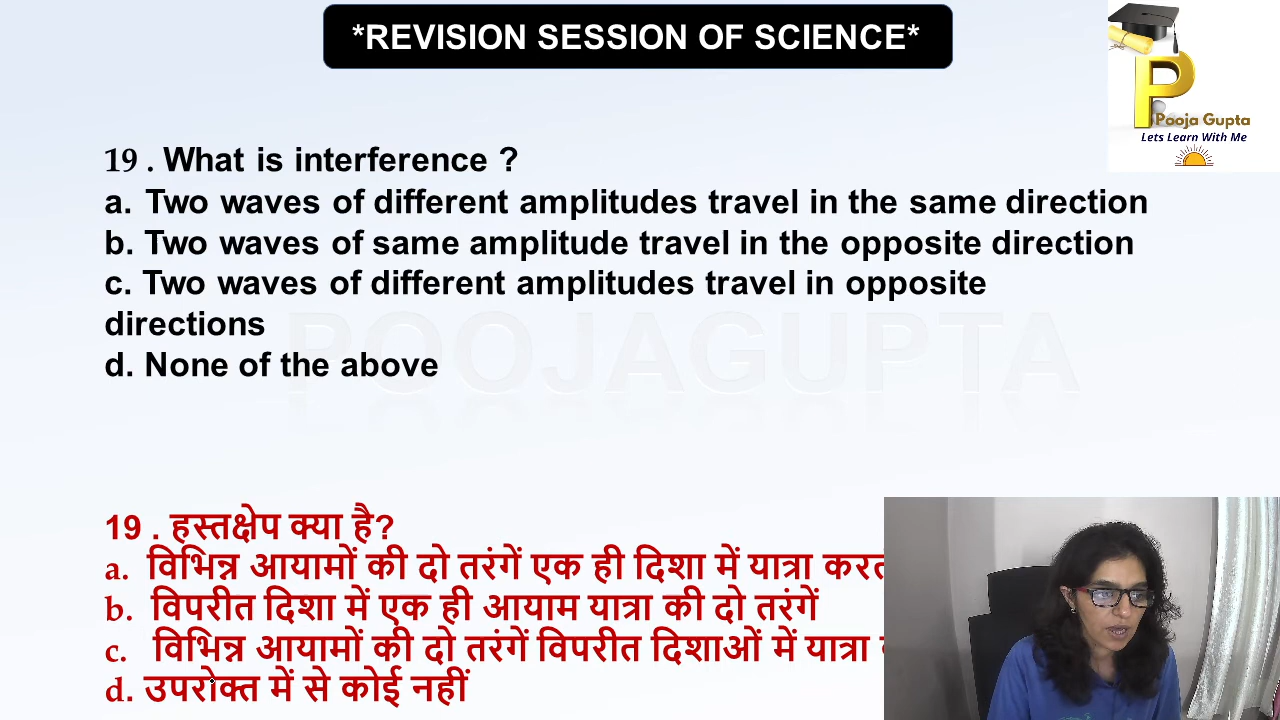 *REVISION SESSION OF SCIENCE*
P
Pooja Gupta
Lets Learn With Me
19 . What is interference ?
a. Two waves of different amplitudes travel in the same direction
b. Two waves of same amplitude travel in the opposite direction
c. Two waves of different amplitudes travel in opposite
directions
d. None of the above
POOJAGUPTA
19 . हस्तक्षेप क्या है?
a. विभिन्न आयामों की दो तरंगें एक ही दिशा में यात्रा
b. विपरीत दिशा में एक ही आयाम यात्रा की दो तरंगें
c. विभिन्न आयामों की दो तरंगें विपरीत दिशाओं में यात्रा
d. उपरोक्त में से कोई नहीं